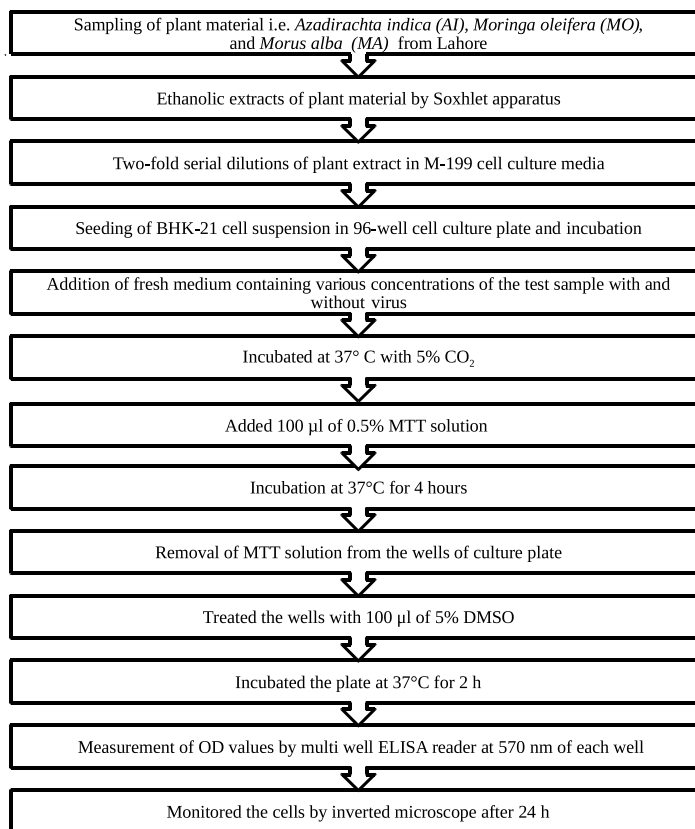 Sampling of plant material i.e. Azadirachta indica (AI), Moringa oleifera (MO),
and Morus alba (MA) from Lahore
Ethanolic extracts of plant material by Soxhlet apparatus
Two-fold serial dilutions of plant extract in M-199 cell culture media
Seeding of BHK-21 cell suspension in 96-well cell culture plate and incubation
Addition of fresh medium containing various concentrations of the test sample with and
without virus
Incubated at 37° C with 5% CO₂
Added 100 µl of 0.5% MTT solution
Incubation at 37°C for 4 hours
Removal of MTT solution from the wells of culture plate
Treated the wells with 100 µl of 5% DMSO
Incubated the plate at 37°C for 2 h
Measurement of OD values by multi well ELISA reader at 570 nm of each well
Monitored the cells by inverted microscope after 24 h